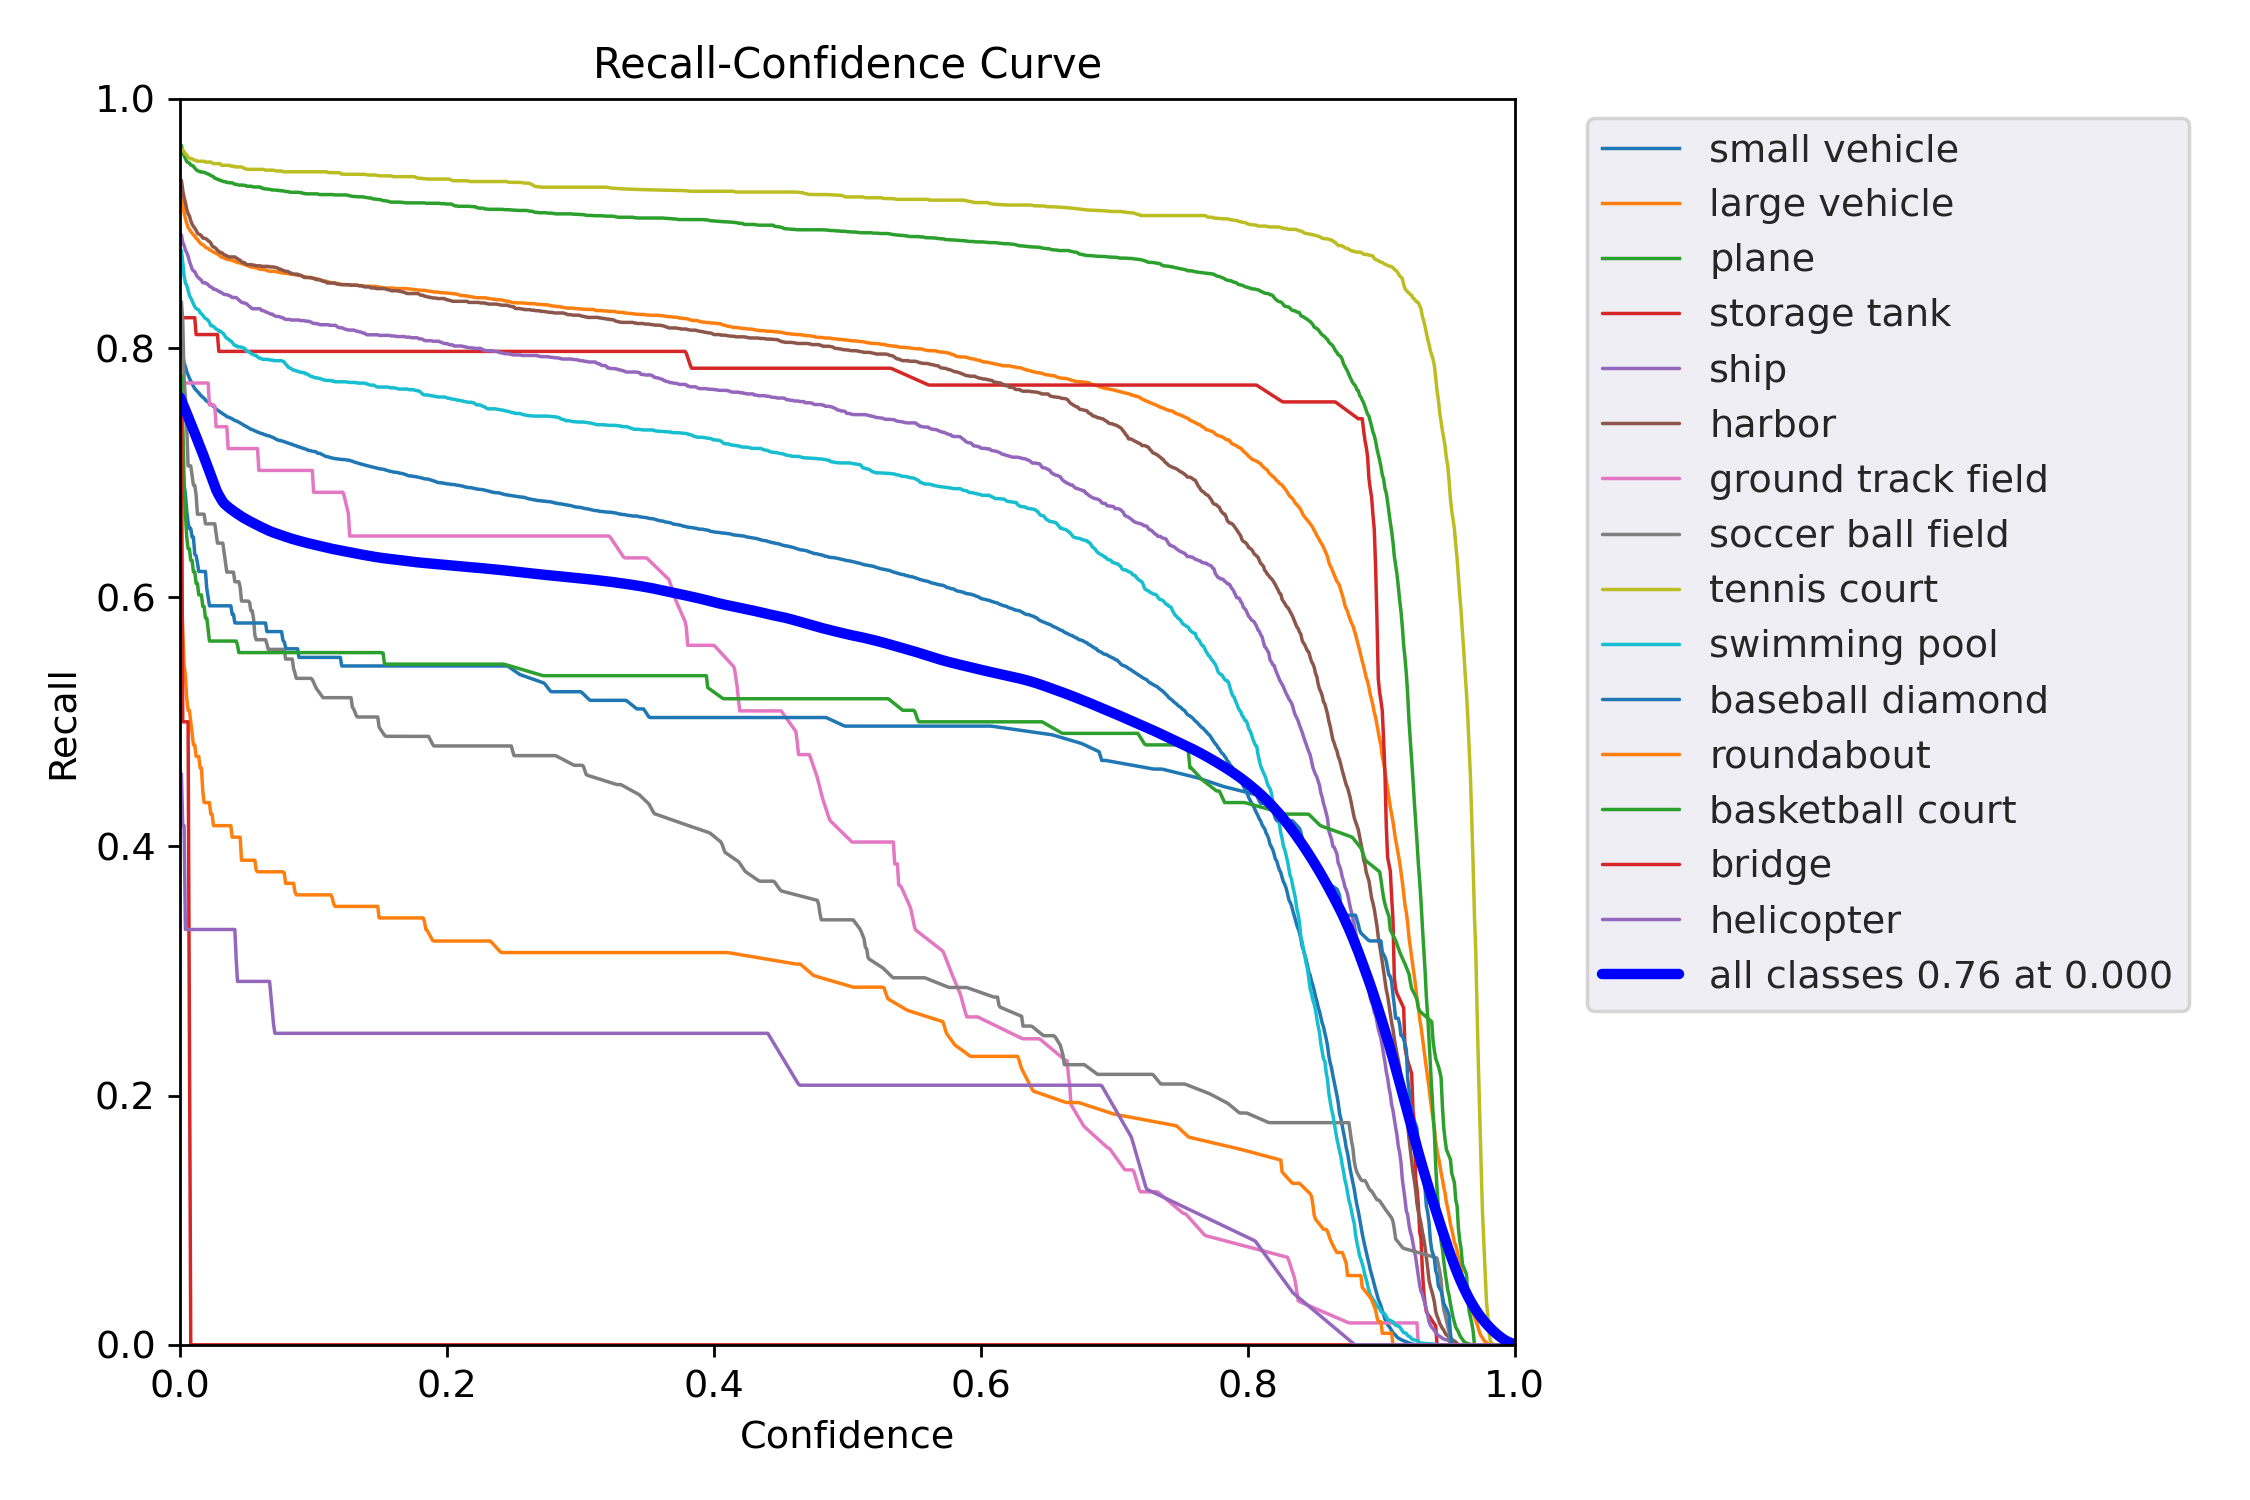 Recall-Confidence Curve
1.0
0.8
0.6
0.4
0.2
0.0
Recall
0.0 0.2 0.4 0.6 0.8 1.0
Confidence
small vehicle
large vehicle
plane
storage tank
ship
harbor
ground track field
soccer ball field
tennis court
swimming pool
baseball diamond
roundabout
basketball court
bridge
helicopter
all classes 0.76 at 0.000